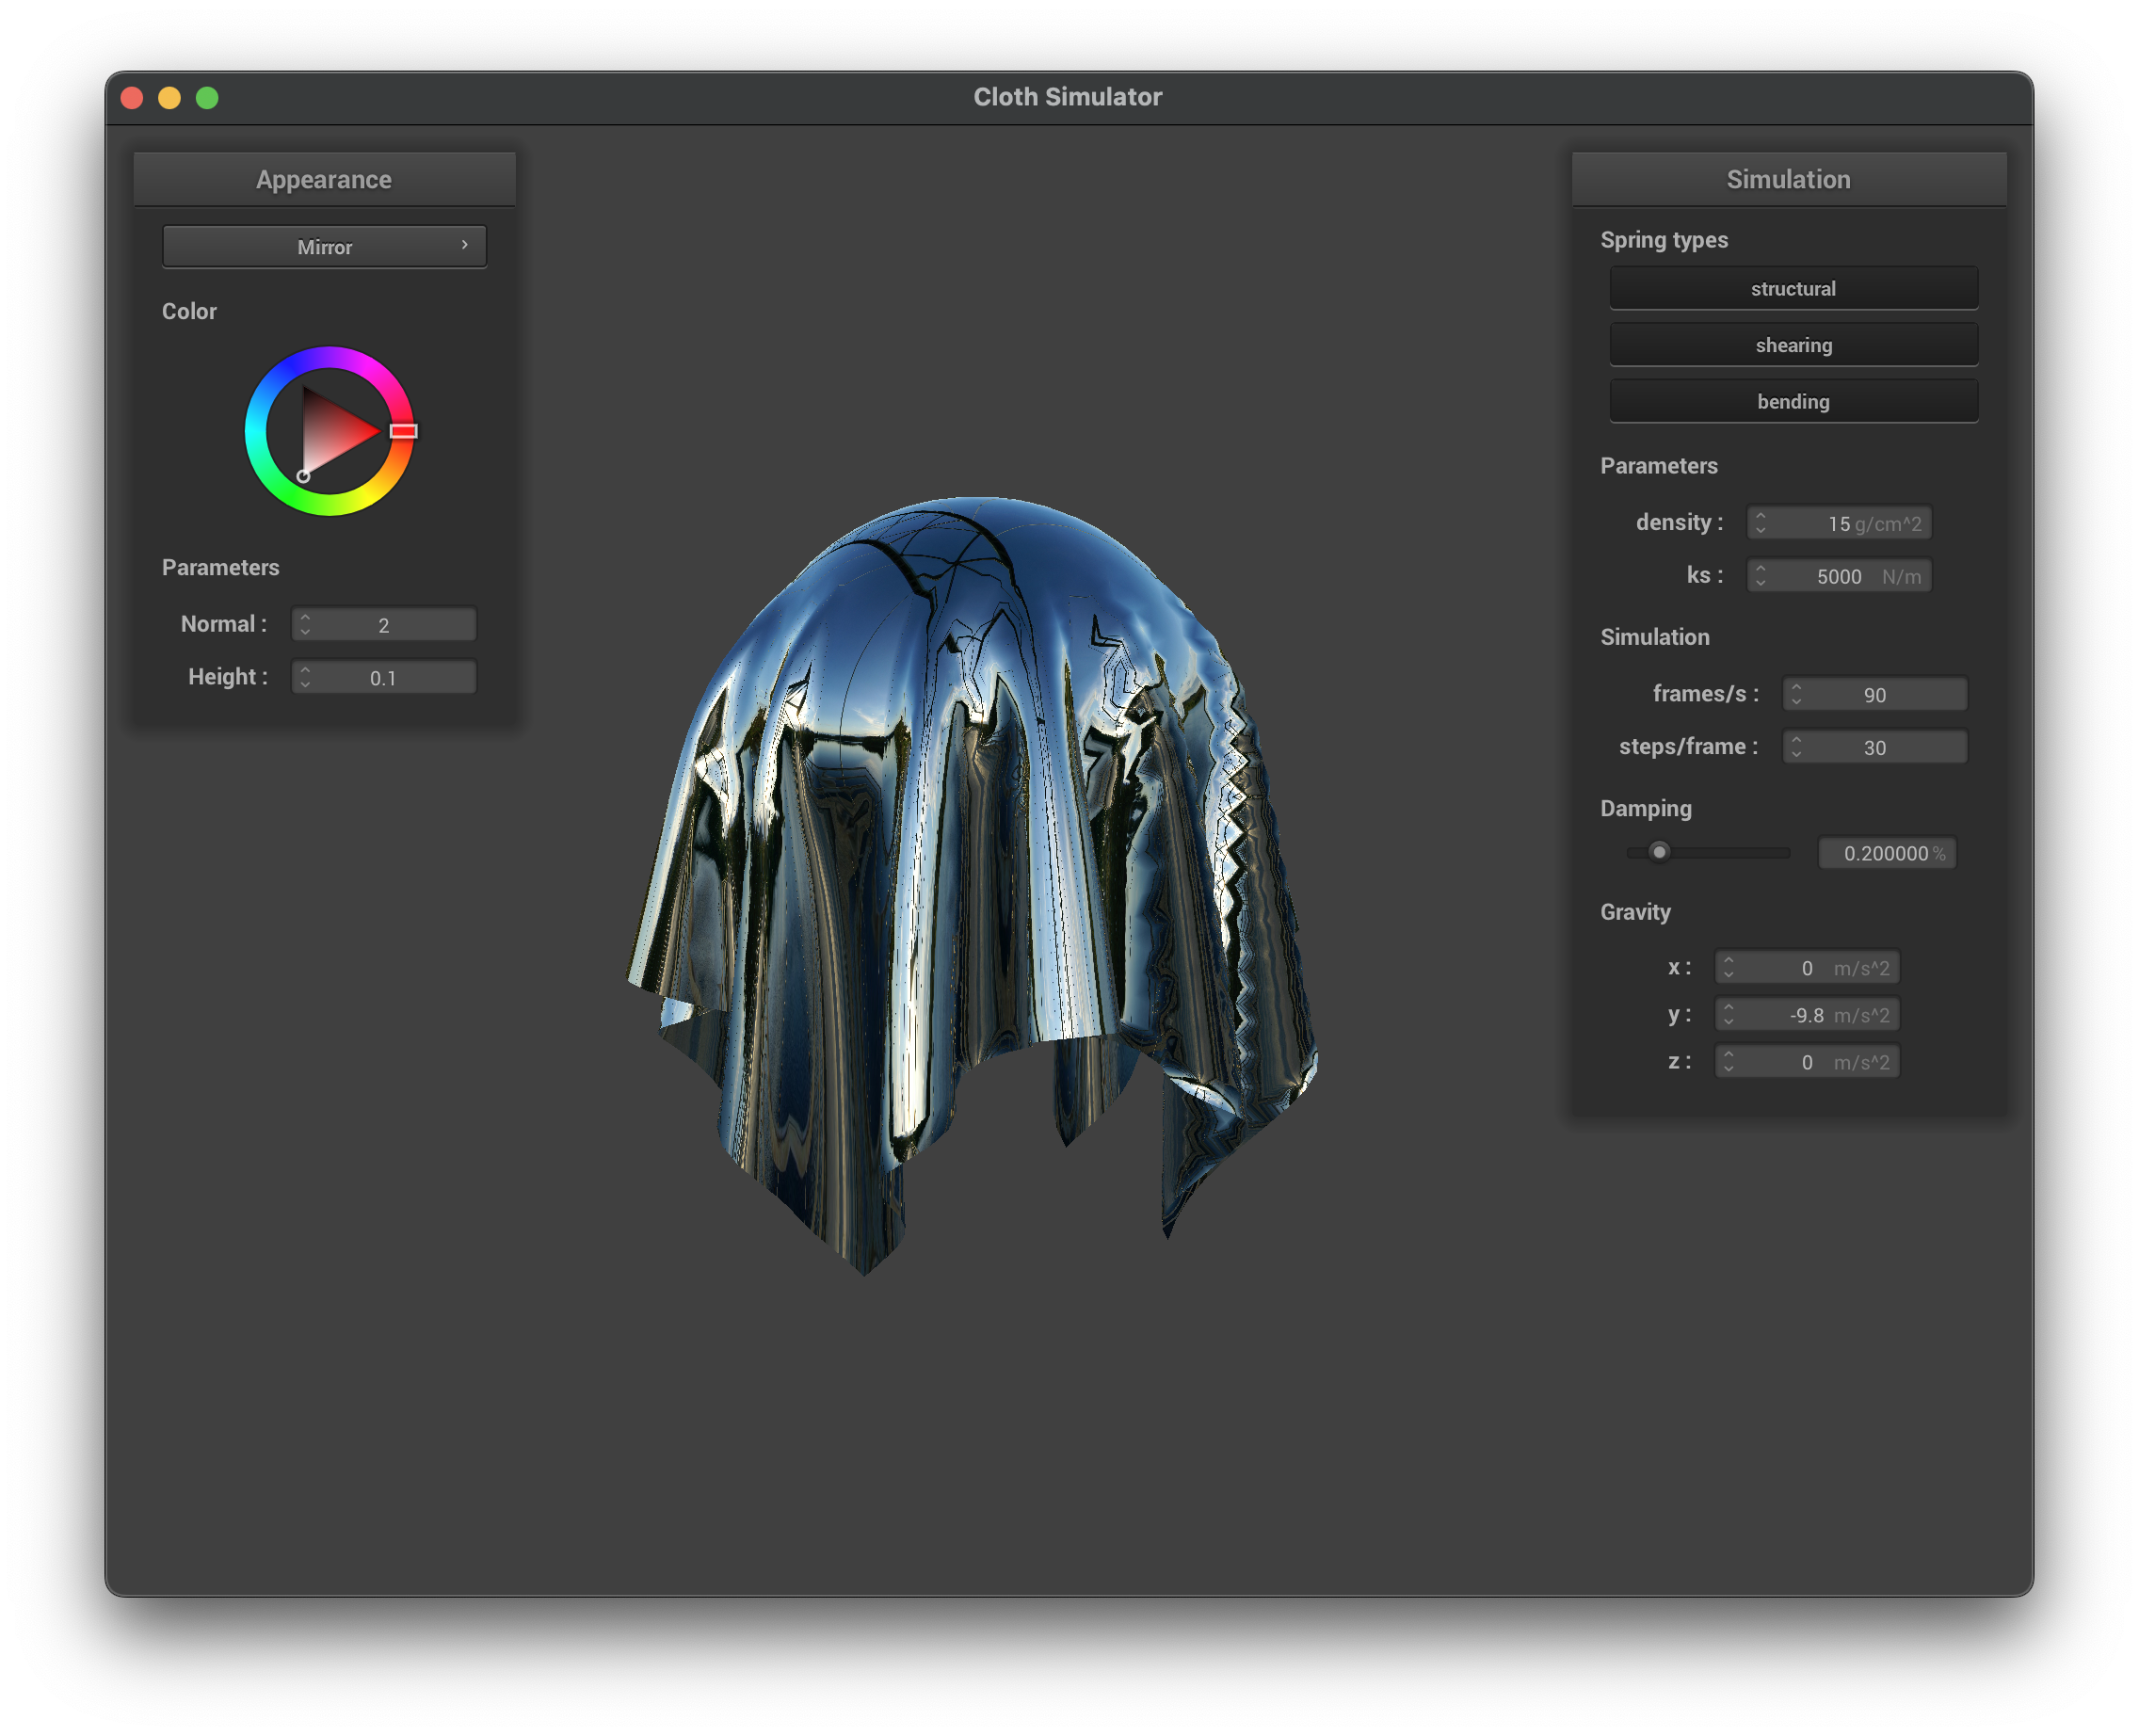 Cloth Simulator
Appearance
Mirror
Color
Parameters
Normal : 2
Height : 0.1
Simulation
Spring types
structural
shearing
bending
Parameters
density : 15 g/cm^2
ks : 5000 N/m
Simulation
frames/s : 90
steps/frame : 30
Damping
0.200000 %
Gravity
x : 0 m/s^2
y : -9.8 m/s^2
z : 0 m/s^2